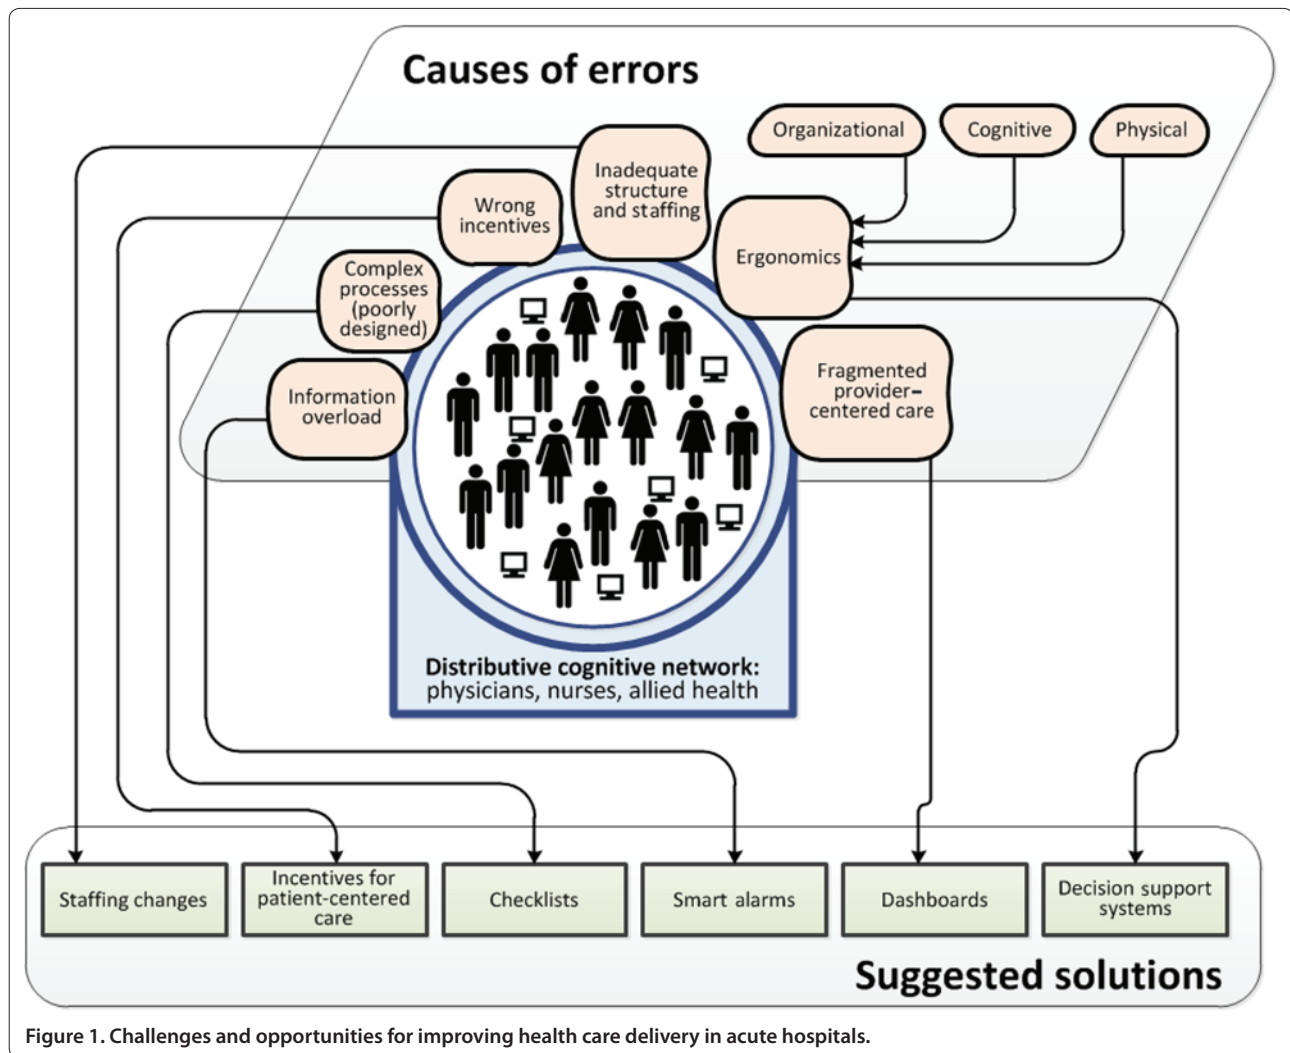 Causes of errors
Organizational
Cognitive
Physical
Inadequate
structure
and staffing
Wrong
incentives
Ergonomics
Complex
processes
(poorly
designed)
Fragmented
provider–
centered care
Information
overload
Distributive cognitive network:
physicians, nurses, allied health
Staffing changes
Incentives for
patient-centered
care
Checklists
Smart alarms
Dashboards
Decision support
systems
Suggested solutions
Figure 1. Challenges and opportunities for improving health care delivery in acute hospitals.